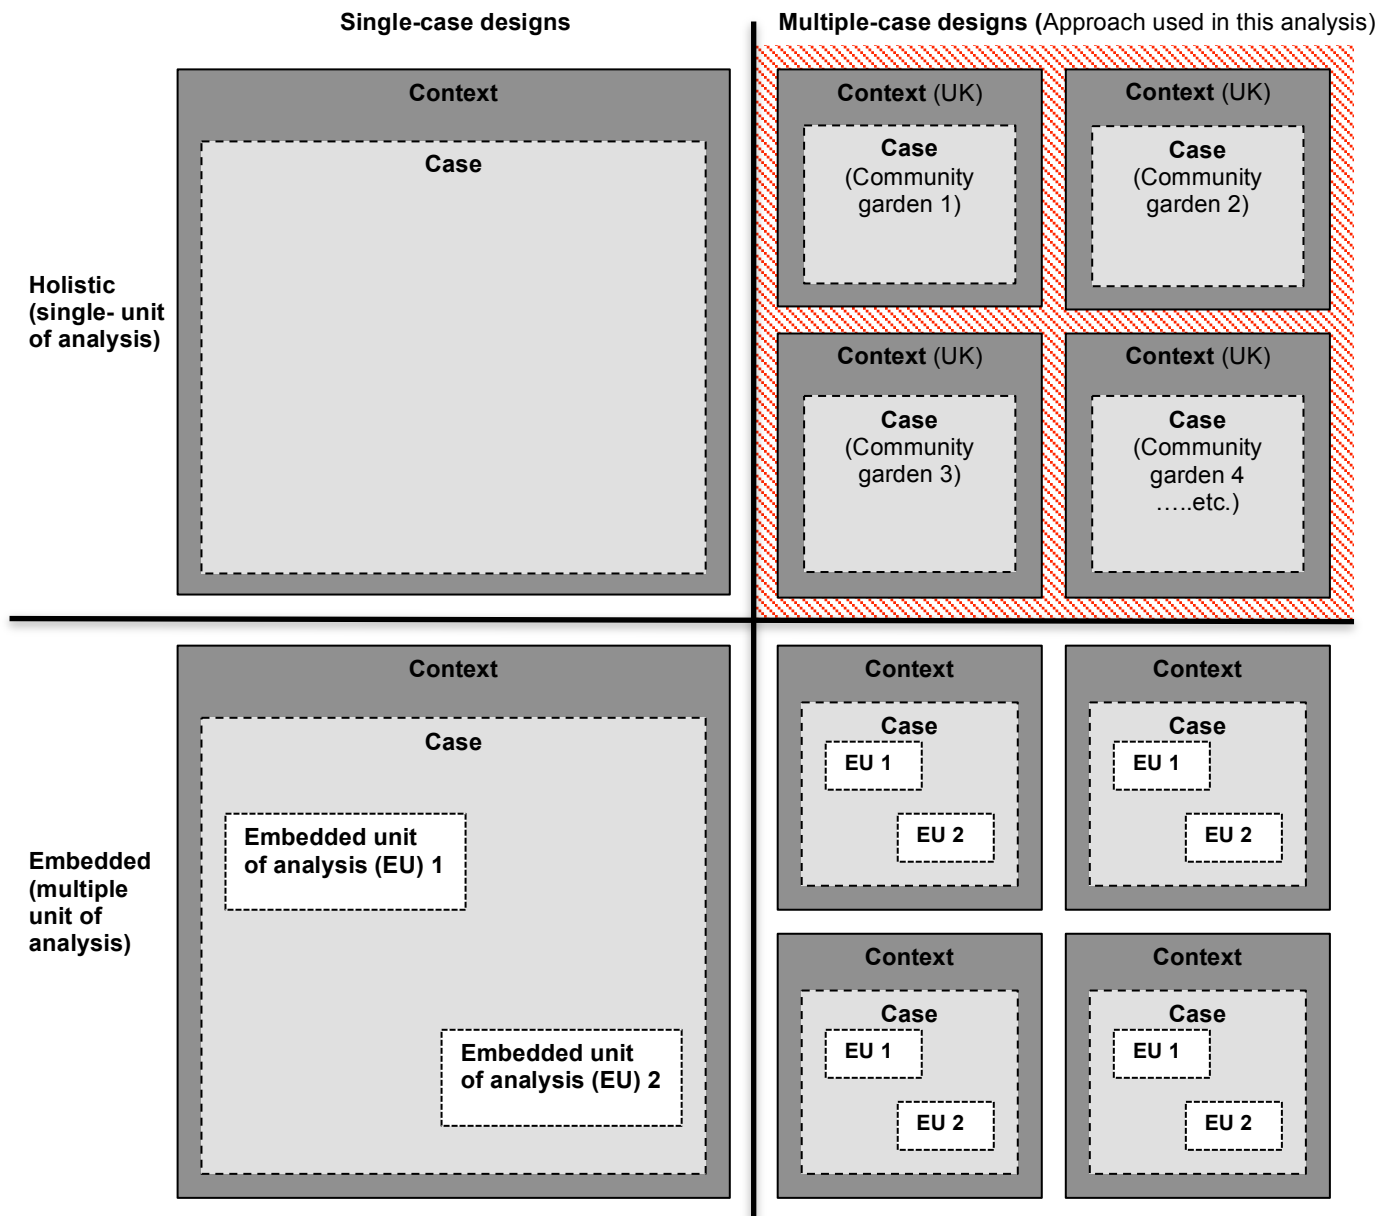 Single-case designs
Multiple-case designs (Approach used in this analysis)
Holistic
(single- unit
of analysis)
Context
Case
Context (UK)
Case
(Community
garden 1)
Context (UK)
Case
(Community
garden 2)
Context (UK)
Case
(Community
garden 3)
Context (UK)
Case
(Community
garden 4
…..etc.)
Embedded
(multiple
unit of
analysis)
Context
Case
Embedded unit
of analysis (EU) 1
Embedded unit
of analysis (EU) 2
Context
Case
EU 1
EU 2
Context
Case
EU 1
EU 2
Context
Case
EU 1
EU 2
Context
Case
EU 1
EU 2